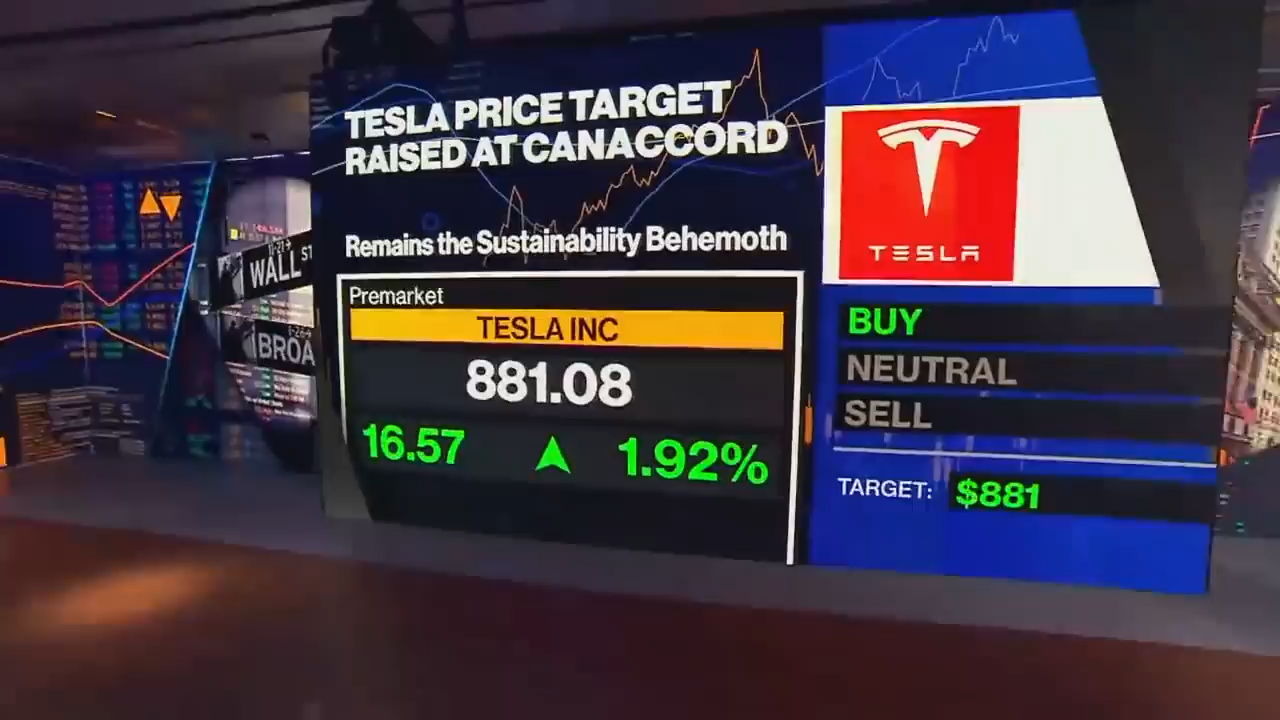 TESLA PRICE TARGET
RAISED AT CANACCORD
Remains the Sustainability Behemoth
Premarket
TESLA INC
881.08
16.57 ▲ 1.92%
TESLA
BUY
NEUTRAL
SELL
TARGET: $881
WALL ST
BROA